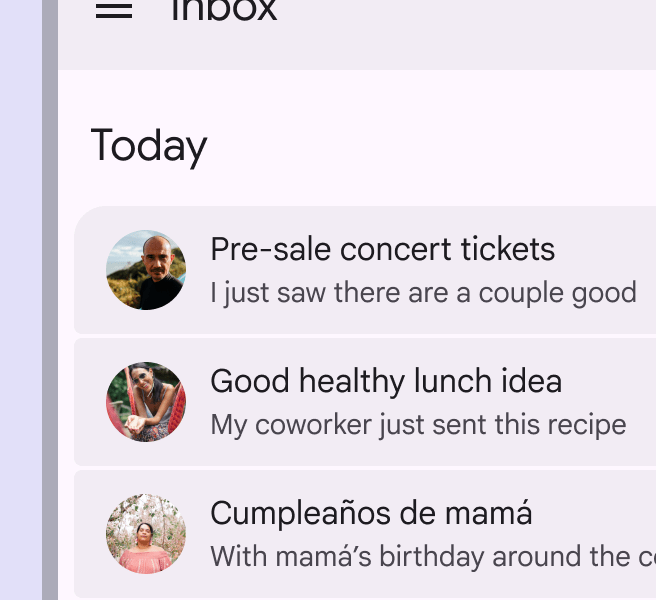 Inbox
Today
Pre-sale concert tickets
I just saw there are a couple good
Good healthy lunch idea
My coworker just sent this recipe
Cumpleaños de mamá
With mamá’s birthday around the